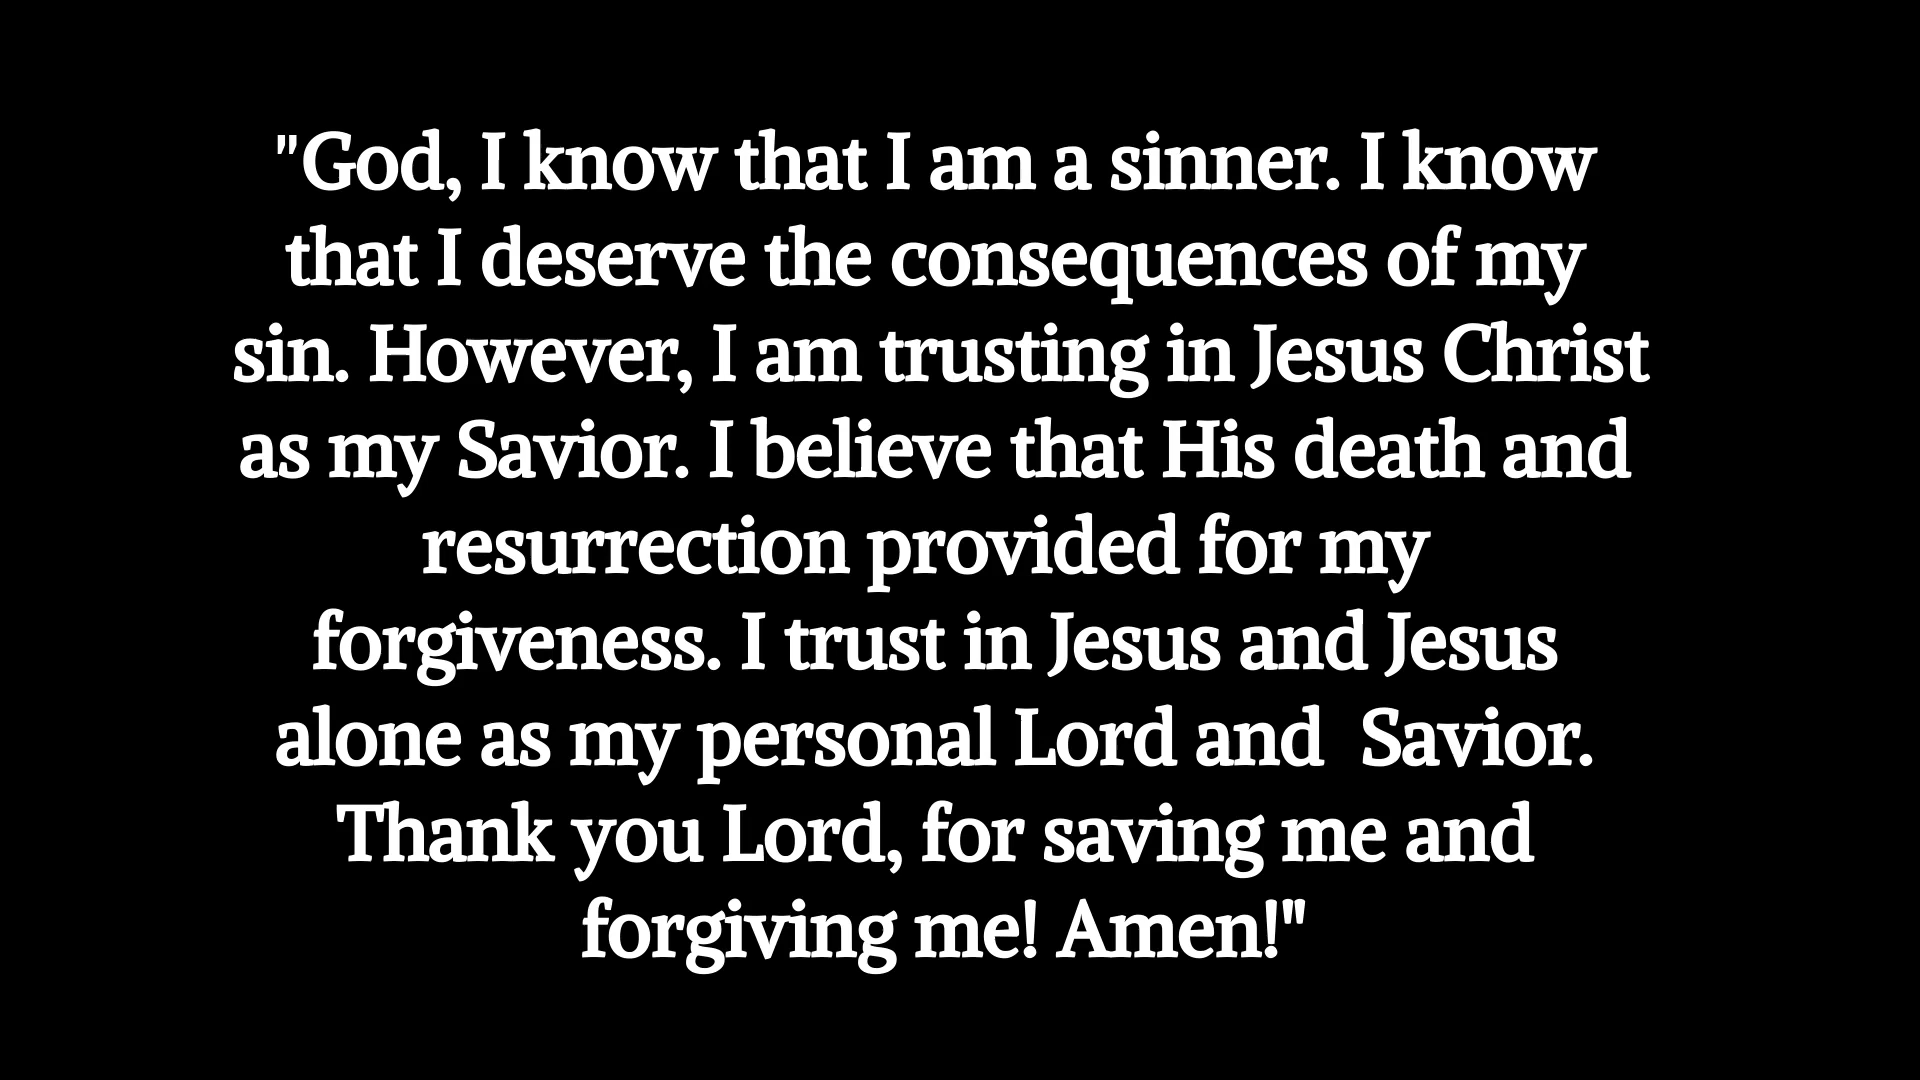 "God, I know that I am a sinner. I know
that I deserve the consequences of my
sin. However, I am trusting in Jesus Christ
as my Savior. I believe that His death and
resurrection provided for my
forgiveness. I trust in Jesus and Jesus
alone as my personal Lord and  Savior.
Thank you Lord, for saving me and
forgiving me! Amen!"